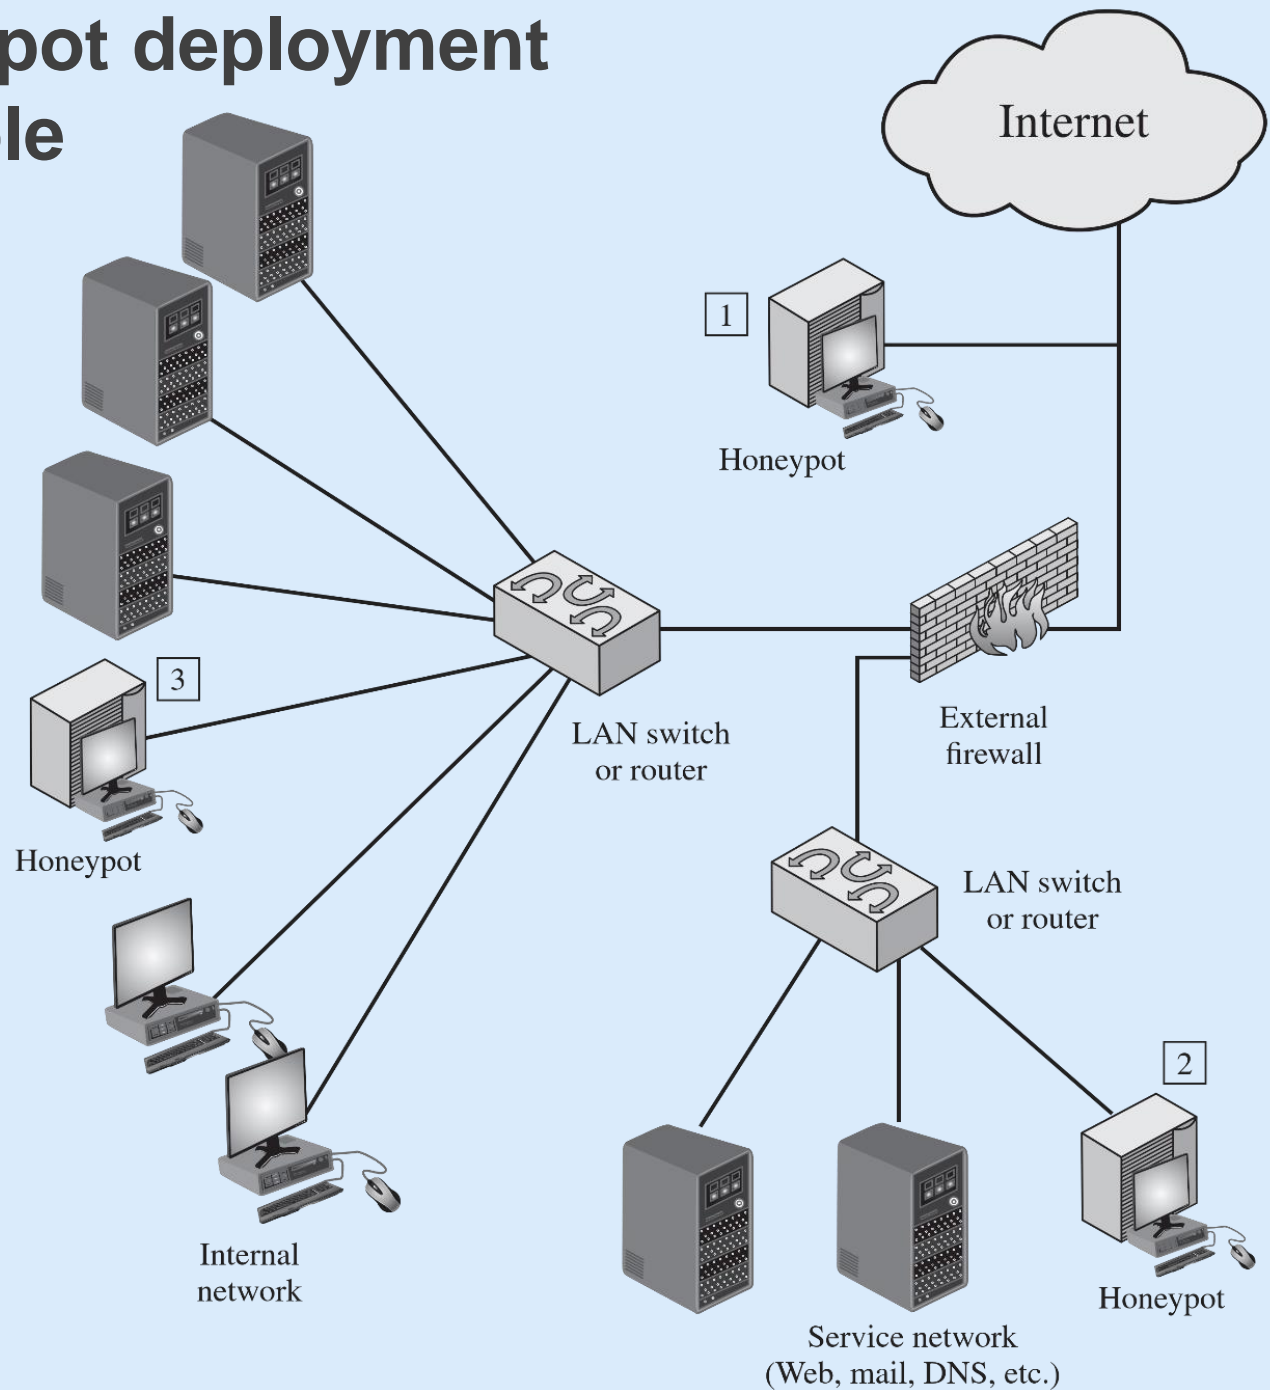 pot deployment
le
Internet
1
Honeypot
3
Honeypot
LAN switch
or router
External
firewall
LAN switch
or router
2
Honeypot
Internal
network
Service network
(Web, mail, DNS, etc.)